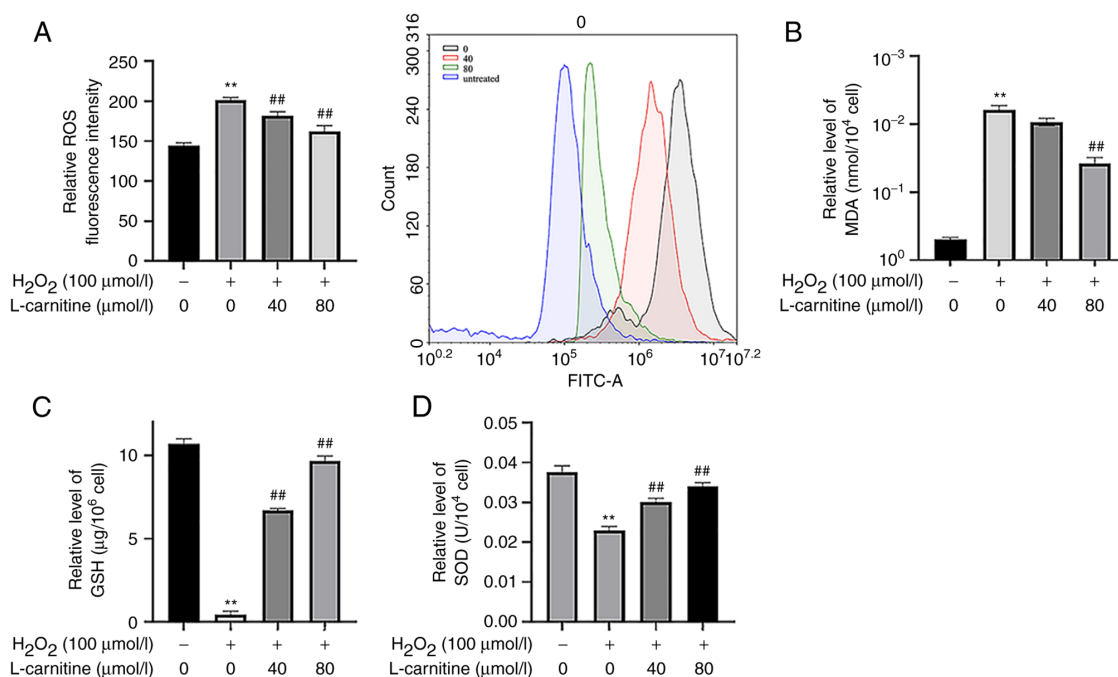 A
Relative ROS
fluorescence intensity
250
200
150
100
50
0
**
##
##
H₂O₂ (100 μmol/l) – + + +
L-carnitine (μmol/l) 0 0 40 80
0
Count
316
300
240
180
120
60
0
0
40
80
untreated
10^0.2 10^4 10^5 10^6 10^7 10^7.2
FITC-A
B
Relative level of
MDA (nmol/10^4 cell)
10^-3
10^-2
10^-1
10^0
**
##
H₂O₂ (100 μmol/l) – + + +
L-carnitine (μmol/l) 0 0 40 80
C
Relative level of
GSH (μg/10^6 cell)
10
5
0
**
##
##
H₂O₂ (100 μmol/l) – + + +
L-carnitine (μmol/l) 0 0 40 80
D
Relative level of
SOD (U/10^4 cell)
0.05
0.04
0.03
0.02
0.01
0.00
**
##
##
H₂O₂ (100 μmol/l) – + + +
L-carnitine (μmol/l) 0 0 40 80